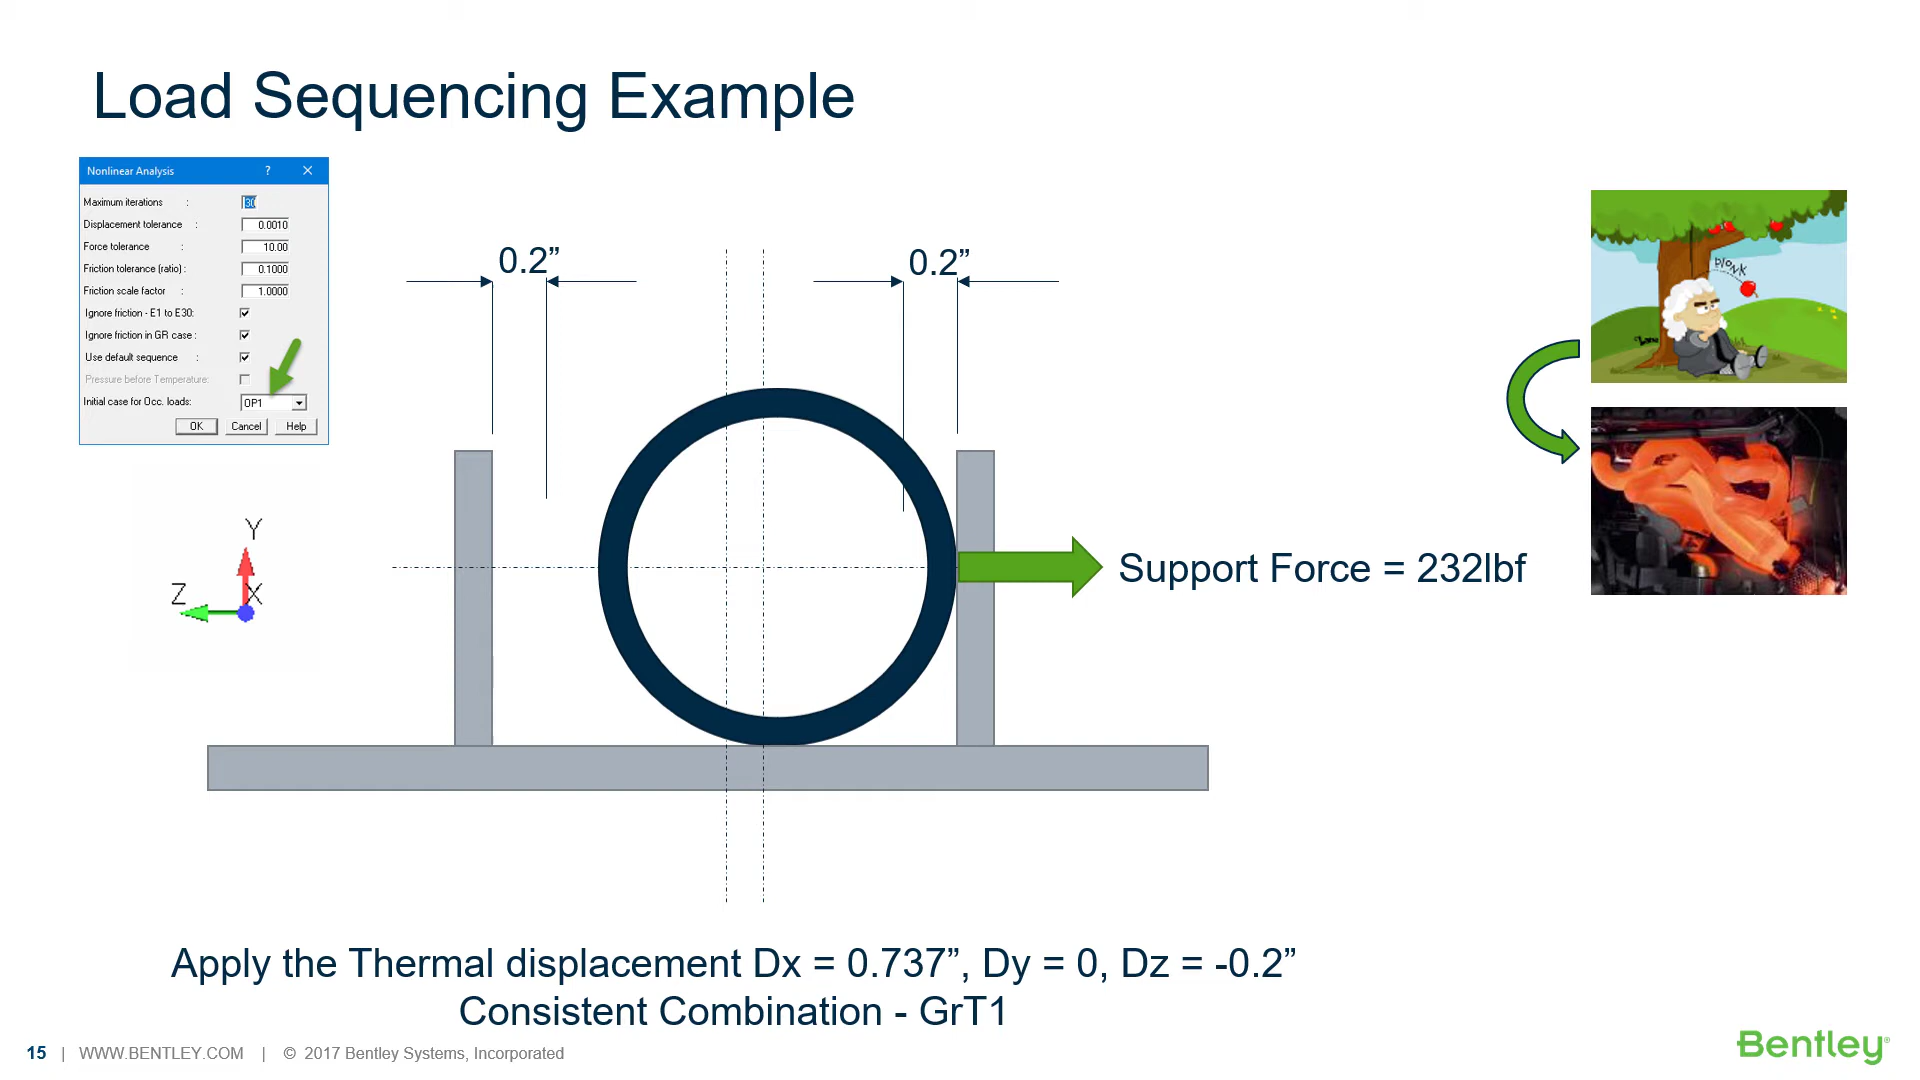 Load Sequencing Example
Nonlinear Analysis ? ×
Maximum iterations : 30
Displacement tolerance : 0.0010
Force tolerance : 10.00
Friction tolerance (ratio) : 0.1000
Friction scale factor : 1.0000
Ignore friction - E1 to E30:
Ignore friction in GR case :
Use default sequence :
Pressure before Temperature:
Initial case for Occ. loads: OP1
OK Cancel Help
0.2”
0.2”
plonk
Y
Z X
Support Force = 232lbf
Apply the Thermal displacement Dx = 0.737”, Dy = 0, Dz = -0.2”
Consistent Combination - GrT1
15 | WWW.BENTLEY.COM | © 2017 Bentley Systems, Incorporated
Bentley®